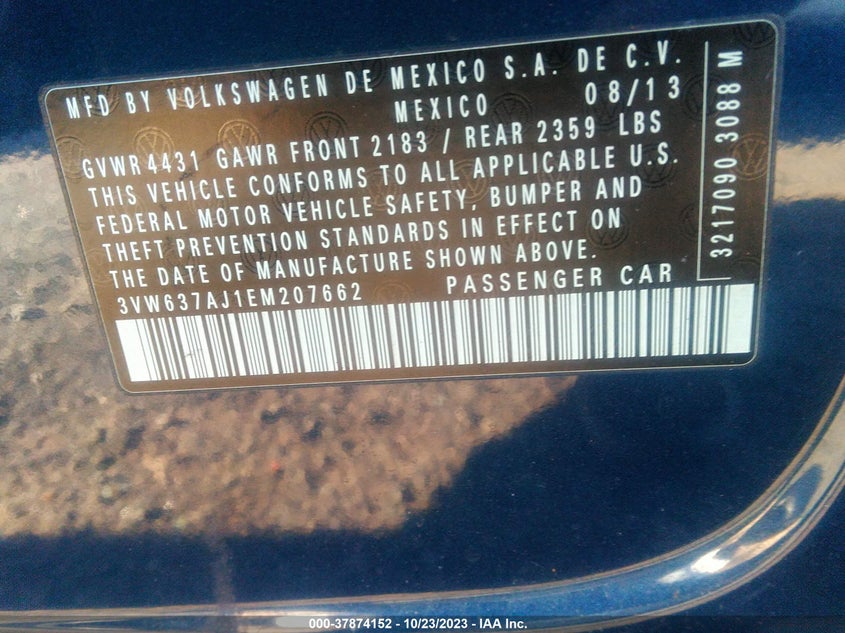 MFD BY VOLKSWAGEN DE MEXICO S.A. DE C.V.
MEXICO 08/13
GVWR 4431 GAWR FRONT 2183 / REAR 2359 LBS
THIS VEHICLE CONFORMS TO ALL APPLICABLE U.S.
FEDERAL MOTOR VEHICLE SAFETY, BUMPER AND
THEFT PREVENTION STANDARDS IN EFFECT ON
THE DATE OF MANUFACTURE SHOWN ABOVE.
3VW637AJ1EM207662 PASSENGER CAR
3217090 3088 M
000-37874152 - 10/23/2023 - IAA Inc.